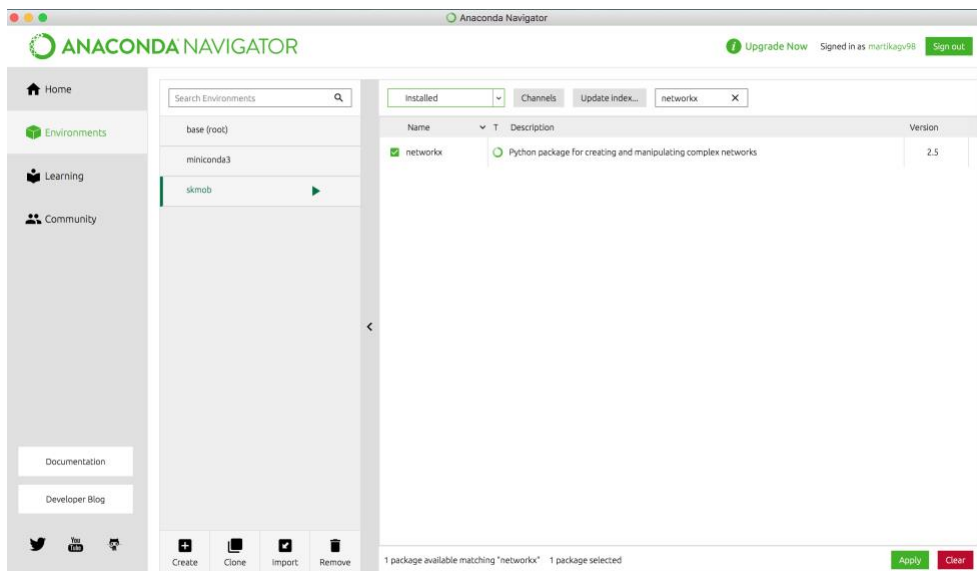 Anaconda Navigator
ANACONDA NAVIGATOR
i Upgrade Now Signed in as martikagv98 Sign out
Home
Environments
Learning
Community
Documentation
Developer Blog
You Tube
Search Environments
base (root)
miniconda3
skmob
Create Clone Import Remove
Installed Channels Update index... networkx X
Name T Description Version
networkx Python package for creating and manipulating complex networks 2.5
1 package available matching "networkx" 1 package selected
Apply Clear